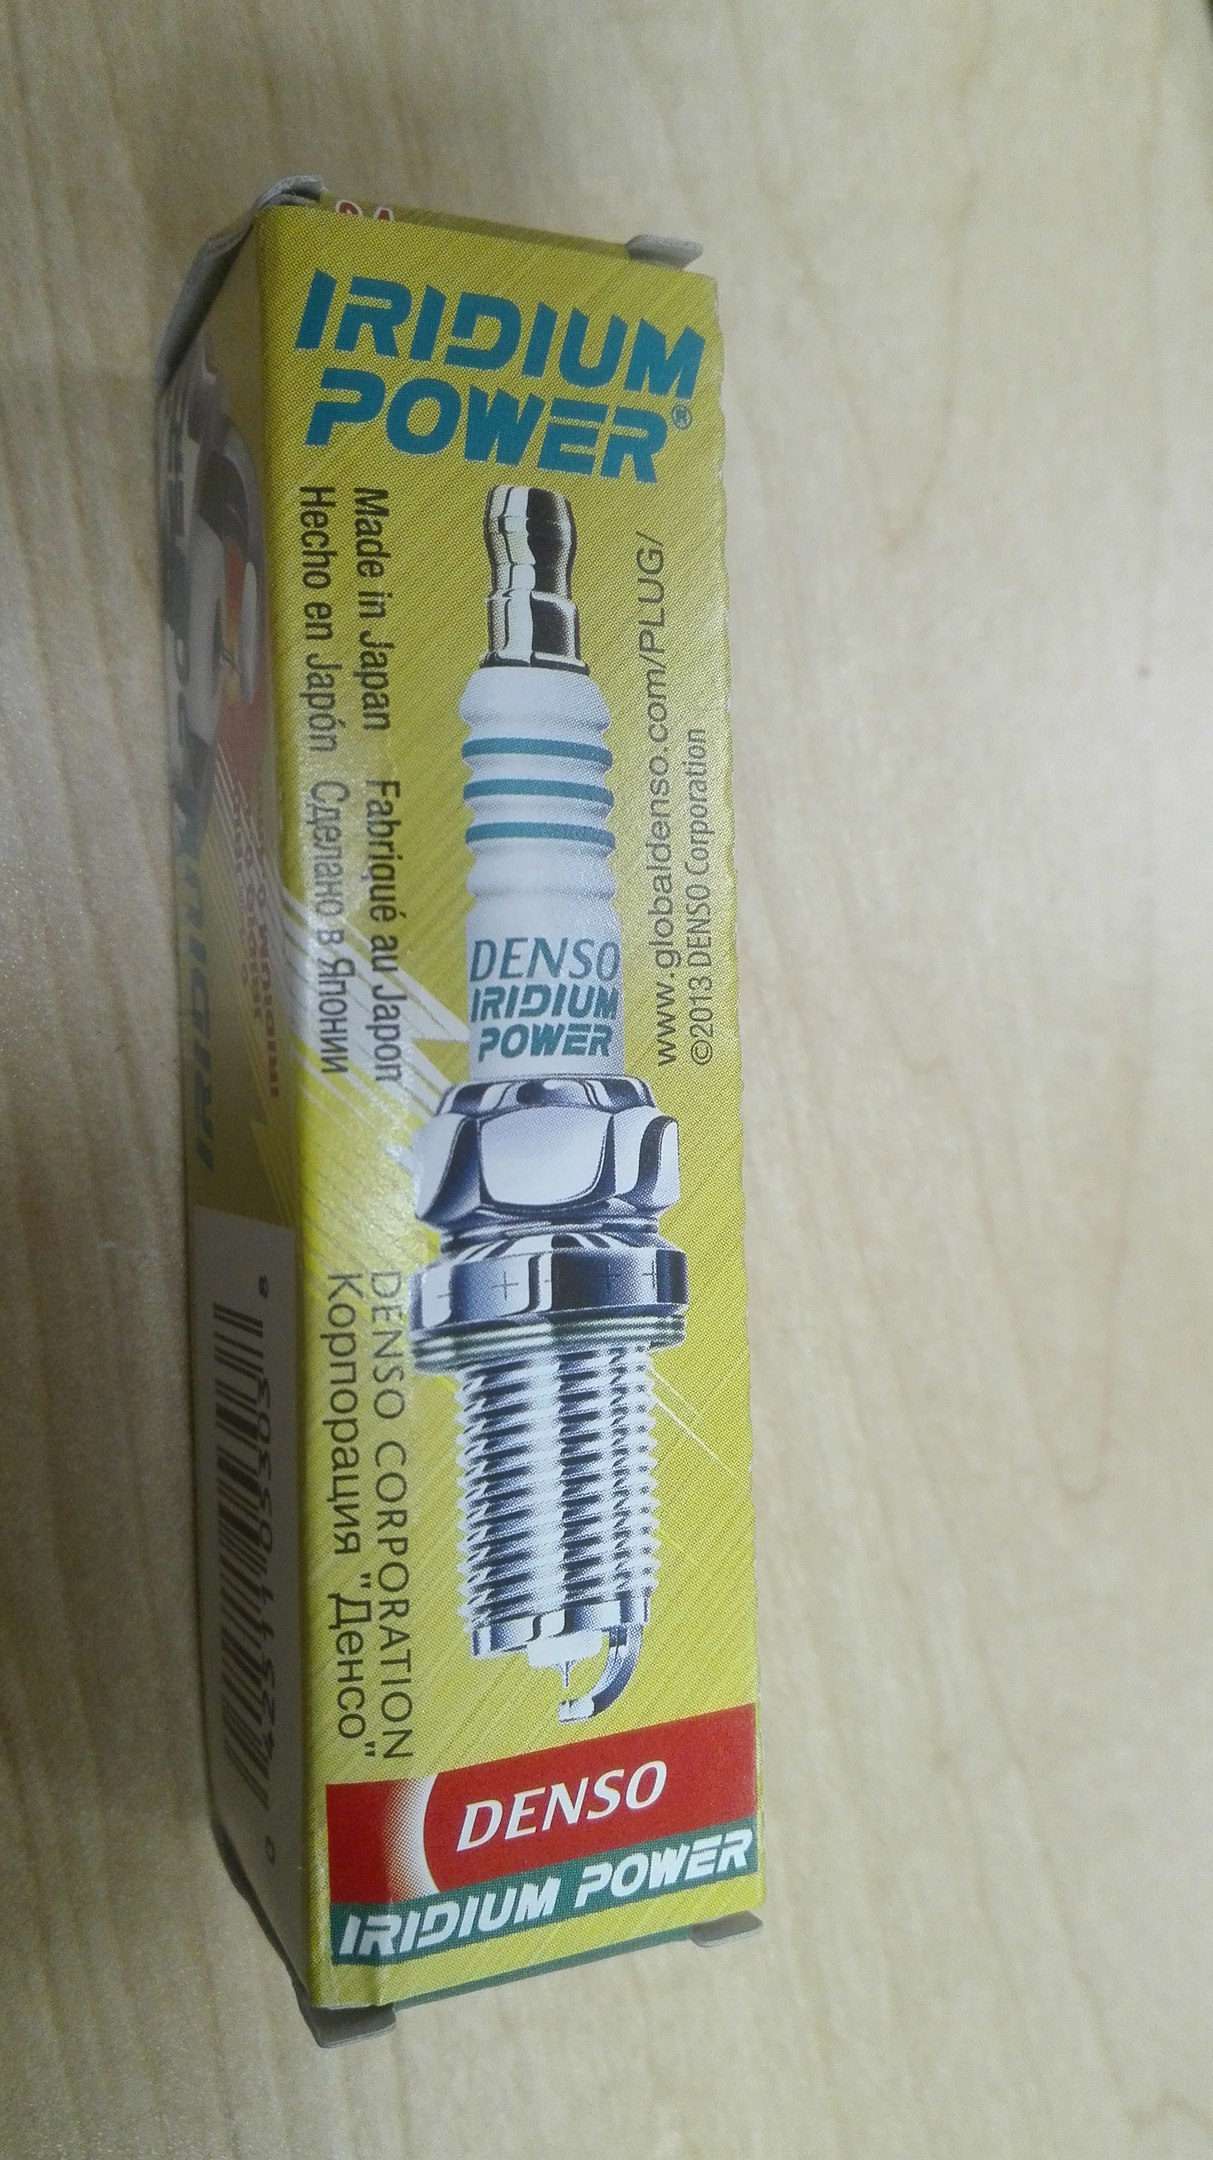 IRIDIUM
POWER®
Made in Japan Fabriqué au Japon
Hecho en Japón Сделано в Японии
www.globaldenso.com/PLUG/
©2013 DENSO Corporation
DENSO
IRIDIUM
POWER
DENSO CORPORATION
Корпорация "Денсо"
DENSO
IRIDIUM POWER